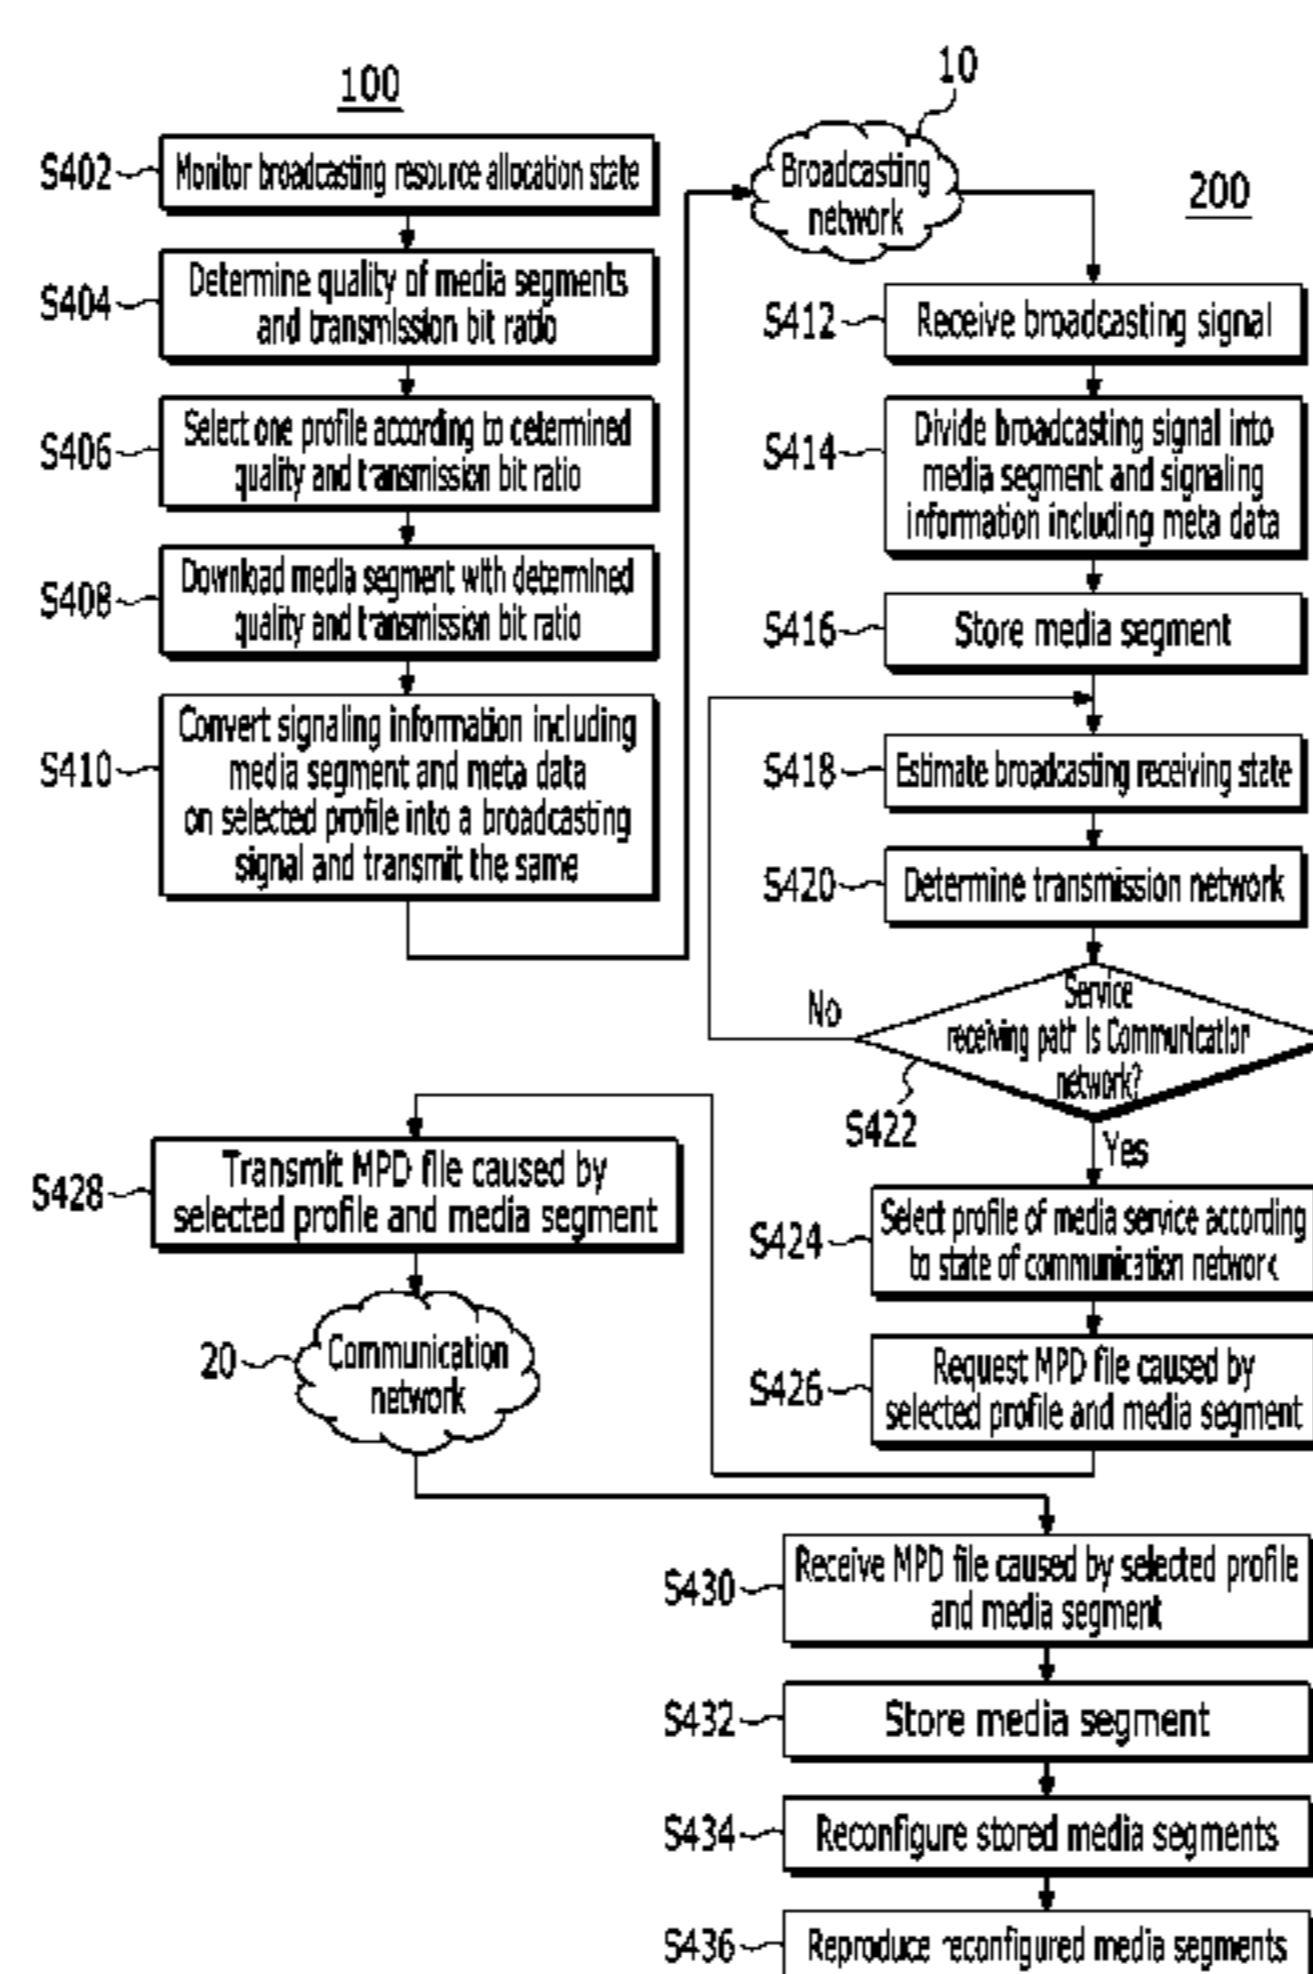 100
S402
Monitor broadcasting resource allocation state
S404
Determine quality of media segments
and transmission bit ratio
S406
Select one profile according to cetermined
quality and transmission bit ratio
S408
Download media segment with determined
quality and transmission bit ratio
S410
Convert signaling information including
media segment and meta data
on selected profile into a broadcasting
signal and transmit the same
10
Broadcasting
network
200
S412
Receive broadcasting signal
S414
Divide broadcasting signal into
media segment and signaling
information including meta data
S416
Store media segment
S418
Estimate broadcasting receiving state
S420
Determine transmission network
No
Service
receiving path is Communication
network?
S422
Yes
S424
Select profile of media service according
to state of communication network
S426
Request MPD file caused by
selected profile and media segment
S428
Transmit MPD file caused by
selected profile and media segment
20
Communication
network
S430
Receive MPD file caused by selected profile
and media segment
S432
Store media segment
S434
Reconfigure stored media segments
S436
Reproduce reconfigured media segments